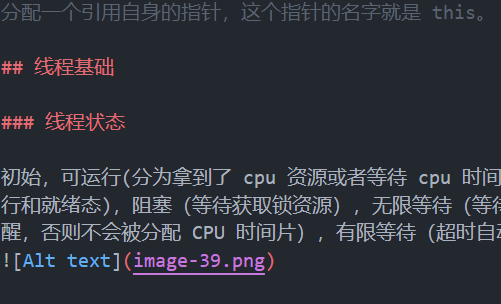 分配一个引用自身的指针，这个指针的名字就是 this。
## 线程基础
### 线程状态
初始，可运行(分为拿到了 cpu 资源或者等待 cpu 时间
行和就绪态)，阻塞（等待获取锁资源），无限等待（等待
醒，否则不会被分配 CPU 时间片），有限等待（超时自动
![Alt text](image-39.png)